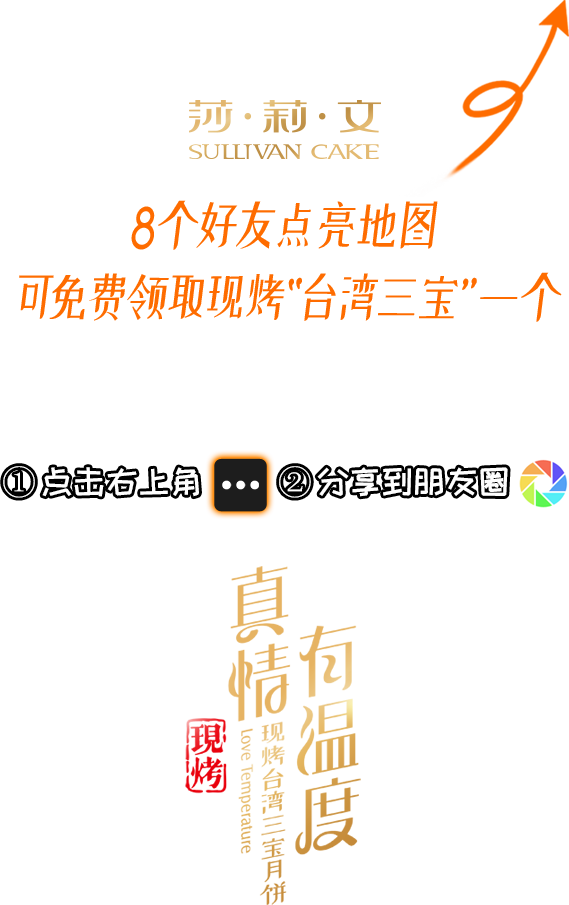 莎·莉·文
SULLIVAN CAKE
8个好友点亮地图
可免费领取现烤“台湾三宝”一个
①点击右上角 ②分享到朋友圈
真情
有温度
现烤台湾三宝月饼
Love Temperature
現烤